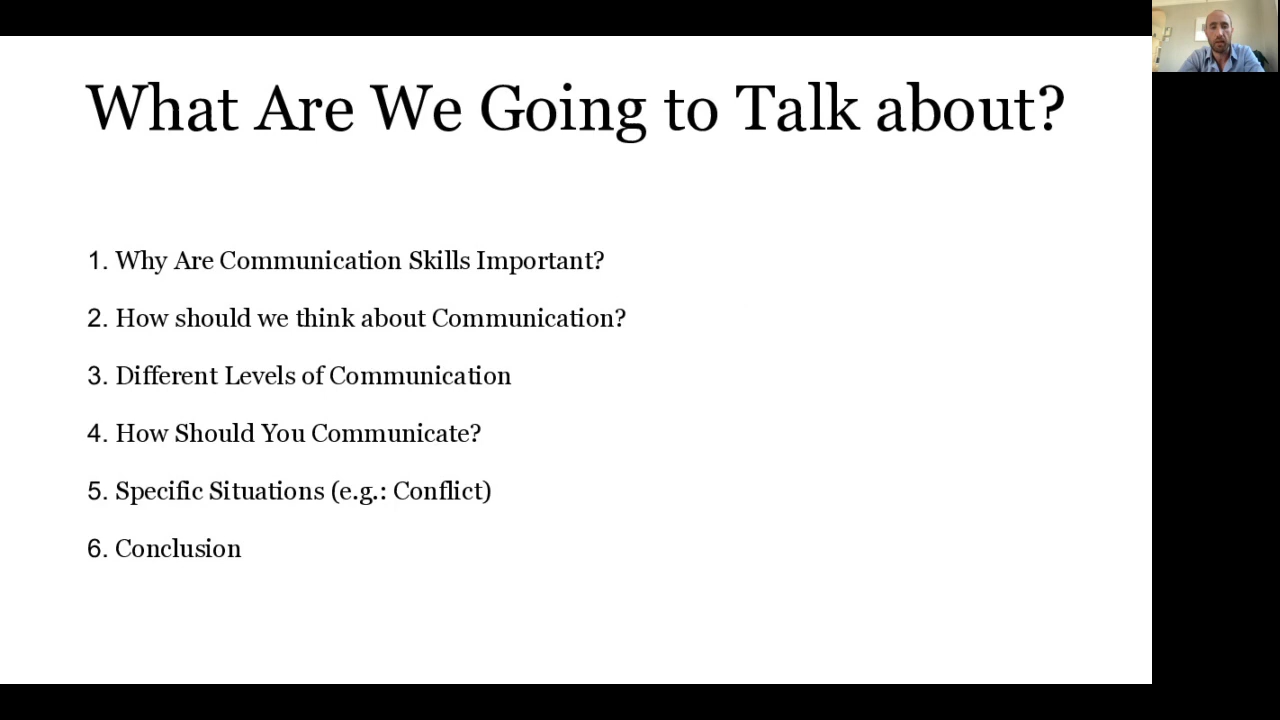 What Are We Going to Talk about?
1. Why Are Communication Skills Important?
2. How should we think about Communication?
3. Different Levels of Communication
4. How Should You Communicate?
5. Specific Situations (e.g.: Conflict)
6. Conclusion